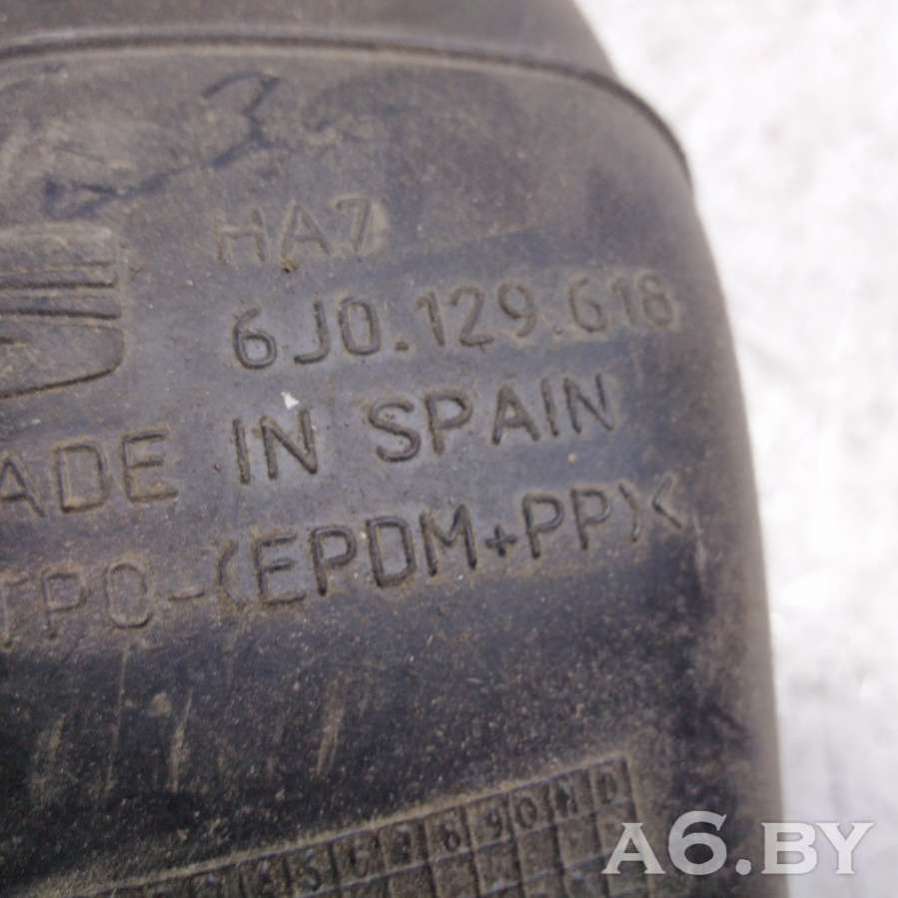 HA7
6J0.129.618
ADE IN SPAIN
TPO-(EPDM+PP)<
A6.BY